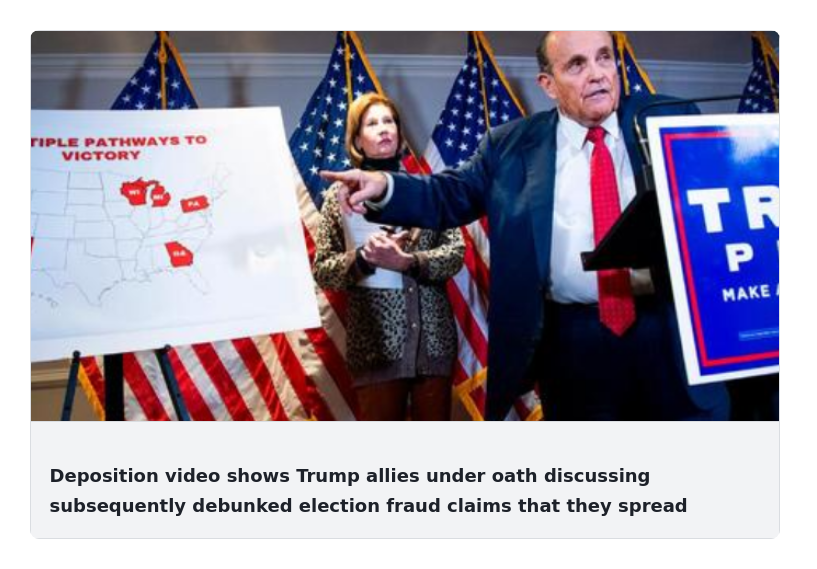 TIPLE PATHWAYS TO
VICTORY
WI
MI
PA
GA
TR
P
MAKE
Deposition video shows Trump allies under oath discussing
subsequently debunked election fraud claims that they spread